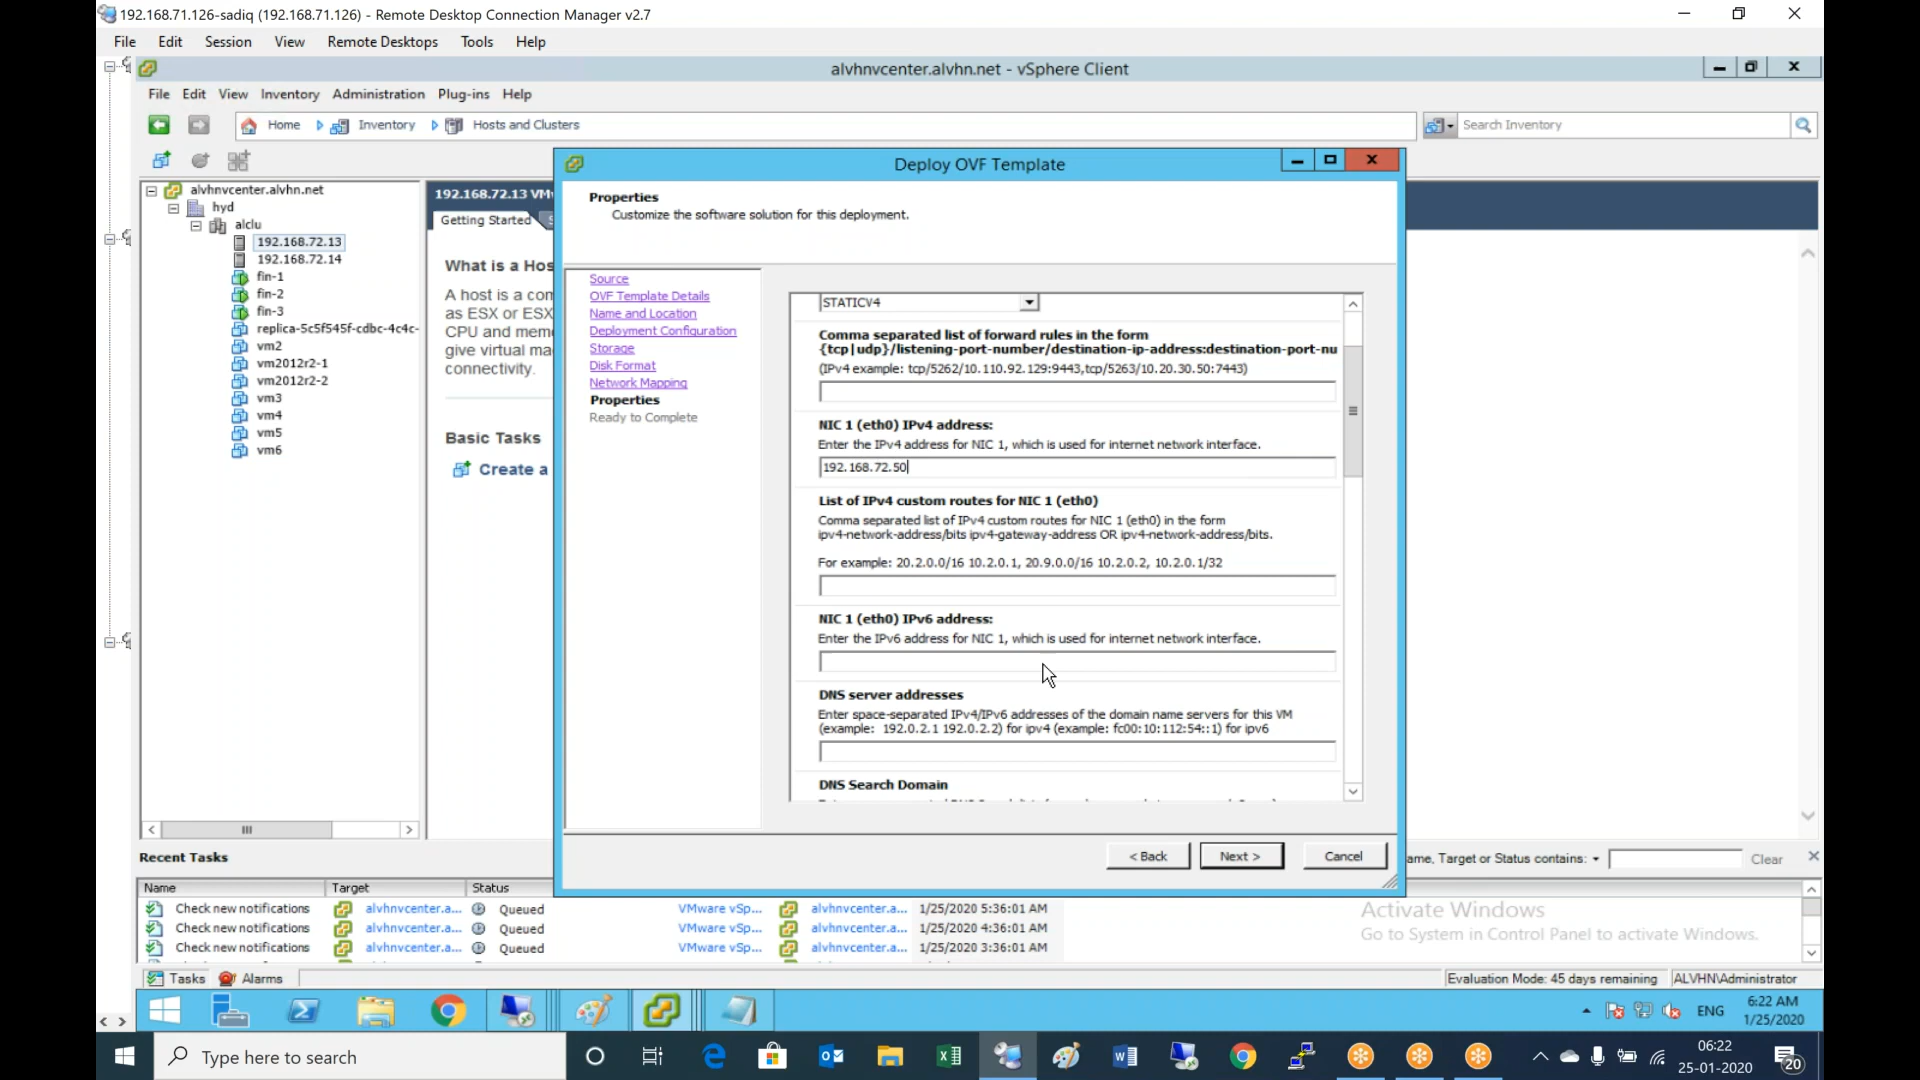 192.168.71.126-sadiq (192.168.71.126) - Remote Desktop Connection Manager v2.7
File Edit Session View Remote Desktops Tools Help
alvhnvcenter.alvhn.net - vSphere Client
File Edit View Inventory Administration Plug-ins Help
Home Inventory Hosts and Clusters
Search Inventory
alvhnvcenter.alvhn.net
hyd
alclu
192.168.72.13
192.168.72.14
fin-1
fin-2
fin-3
replica-5c5f545f-cdbc-4c4c-
vm2
vm2012r2-1
vm2012r2-2
vm3
vm4
vm5
vm6
192.168.72.13 VM
Getting Started
What is a Hos
A host is a con
as ESX or ESX
CPU and mem
give virtual ma
connectivity.
Basic Tasks
Create a
Deploy OVF Template
Properties
Customize the software solution for this deployment.
Source
OVF Template Details
Name and Location
Deployment Configuration
Storage
Disk Format
Network Mapping
Properties
Ready to Complete
STATICV4
Comma separated list of forward rules in the form
{tcp|udp}/listening-port-number/destination-ip-address:destination-port-nu
(IPv4 example: tcp/5262/10.110.92.129:9443,tcp/5263/10.20.30.50:7443)
NIC 1 (eth0) IPv4 address:
Enter the IPv4 address for NIC 1, which is used for internet network interface.
192.168.72.50
List of IPv4 custom routes for NIC 1 (eth0)
Comma separated list of IPv4 custom routes for NIC 1 (eth0) in the form
ipv4-network-address/bits ipv4-gateway-address OR ipv4-network-address/bits.
For example: 20.2.0.0/16 10.2.0.1, 20.9.0.0/16 10.2.0.2, 10.2.0.1/32
NIC 1 (eth0) IPv6 address:
Enter the IPv6 address for NIC 1, which is used for internet network interface.
DNS server addresses
Enter space-separated IPv4/IPv6 addresses of the domain name servers for this VM
(example: 192.0.2.1 192.0.2.2) for ipv4 (example: fc00:10:112:54::1) for ipv6
DNS Search Domain
< Back Next > Cancel
Recent Tasks
ame, Target or Status contains: Clear
Name Target Status
Check new notifications alvhnvcenter.a... Queued VMware vSp... alvhnvcenter.a... 1/25/2020 5:36:01 AM
Check new notifications alvhnvcenter.a... Queued VMware vSp... alvhnvcenter.a... 1/25/2020 4:36:01 AM
Check new notifications alvhnvcenter.a... Queued VMware vSp... alvhnvcenter.a... 1/25/2020 3:36:01 AM
Activate Windows
Go to System in Control Panel to activate Windows.
Tasks Alarms
Evaluation Mode: 45 days remaining ALVHN\Administrator
ENG
6:22 AM
1/25/2020
Type here to search
06:22
25-01-2020
20